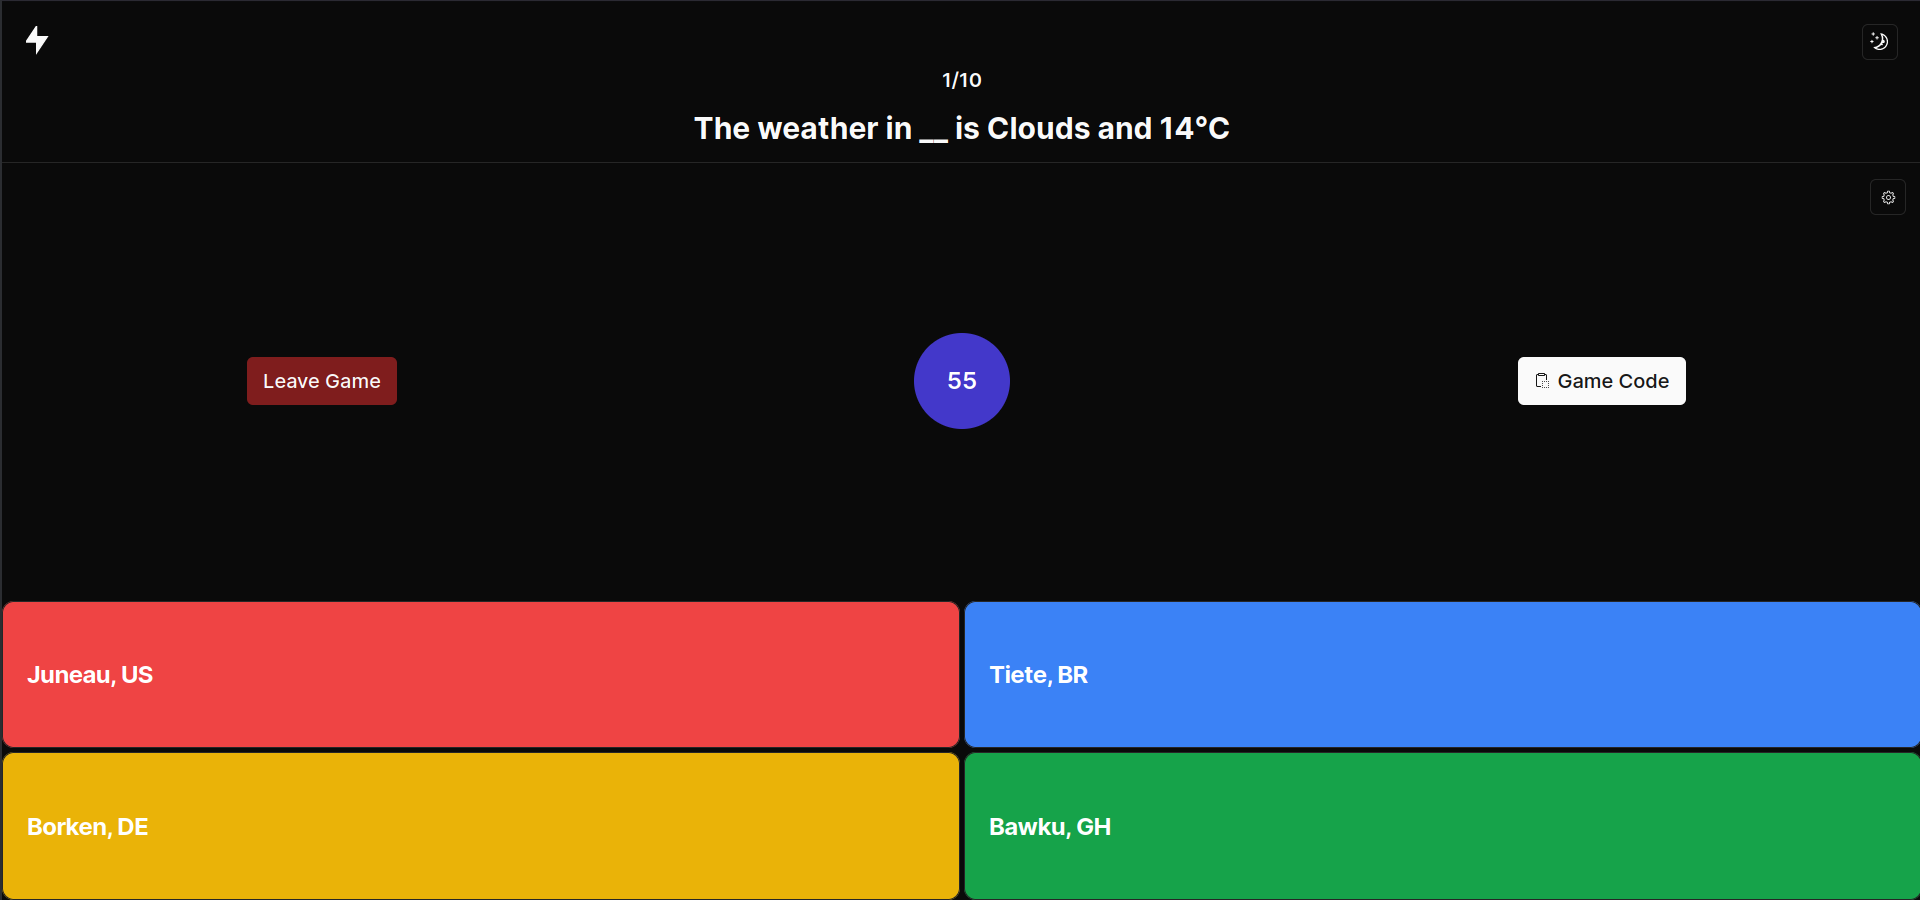 1/10
The weather in __ is Clouds and 14°C
Leave Game
55
Game Code
Juneau, US
Tiete, BR
Borken, DE
Bawku, GH